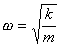 ω = √(k/m)